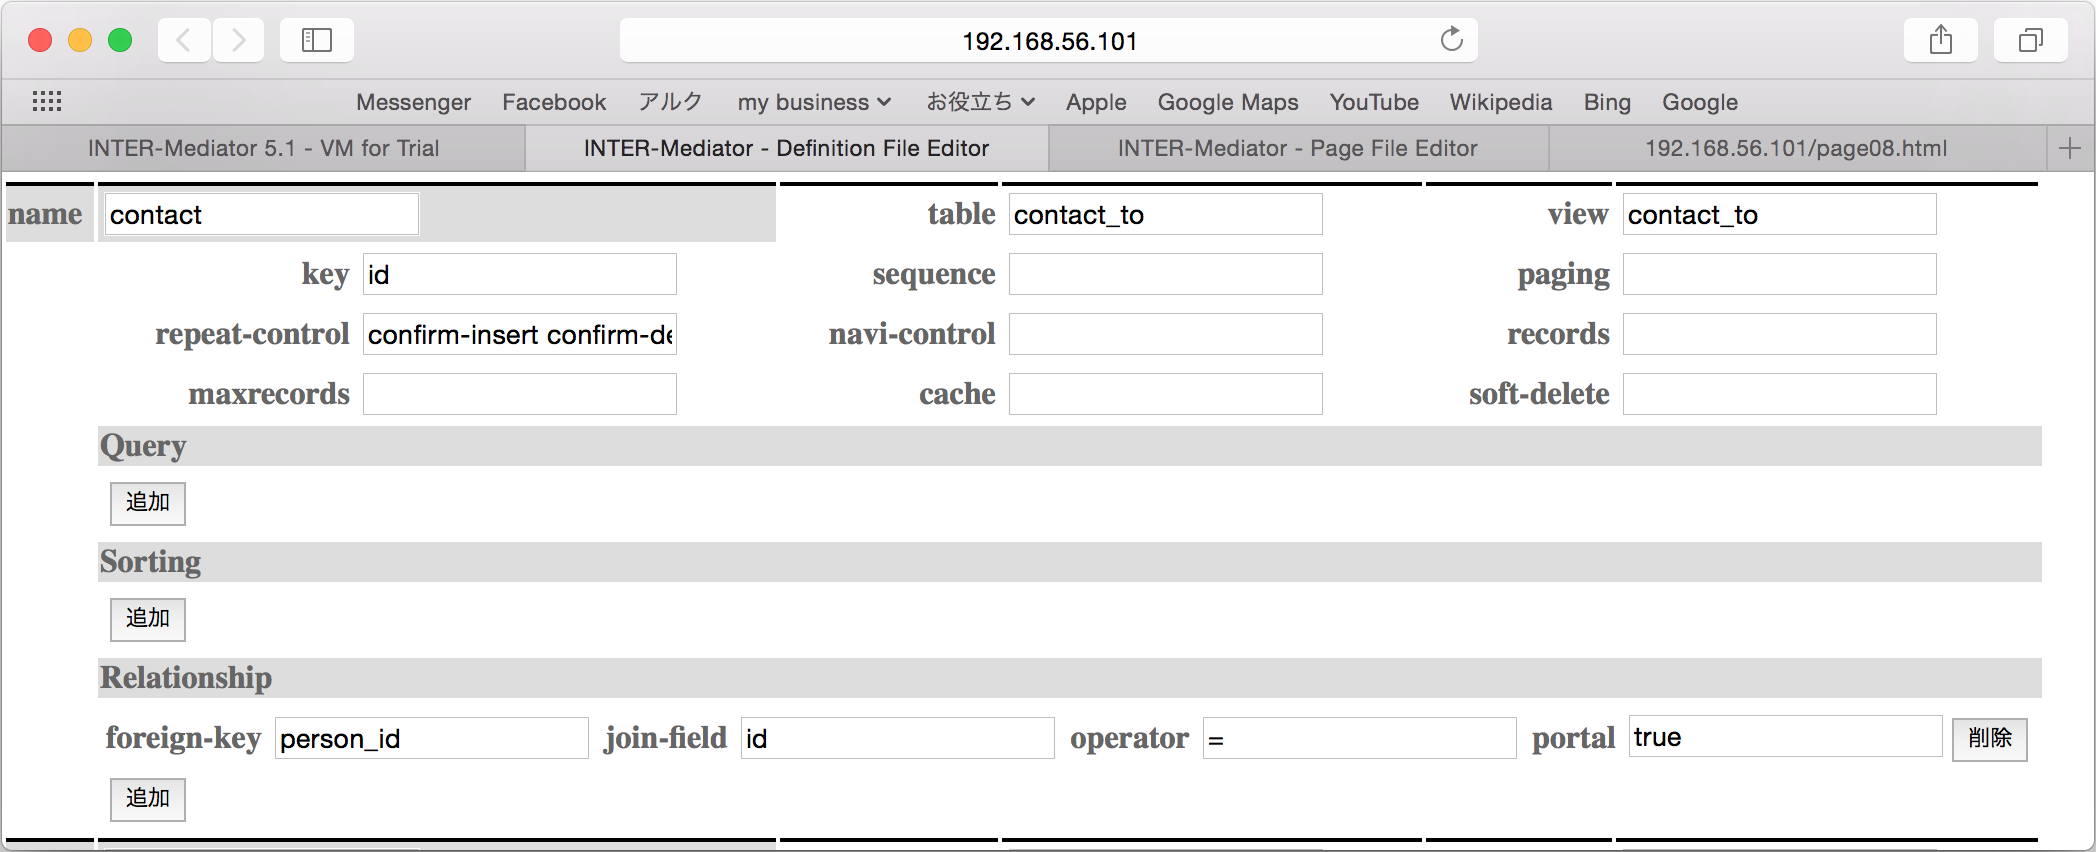 192.168.56.101
Messenger Facebook アルク my business お役立ち Apple Google Maps YouTube Wikipedia Bing Google
INTER-Mediator 5.1 - VM for Trial INTER-Mediator - Definition File Editor INTER-Mediator - Page File Editor 192.168.56.101/page08.html
name contact table contact_to view contact_to
key id sequence paging
repeat-control confirm-insert confirm-de navi-control records
maxrecords cache soft-delete
Query
追加
Sorting
追加
Relationship
foreign-key person_id join-field id operator = portal true 削除
追加